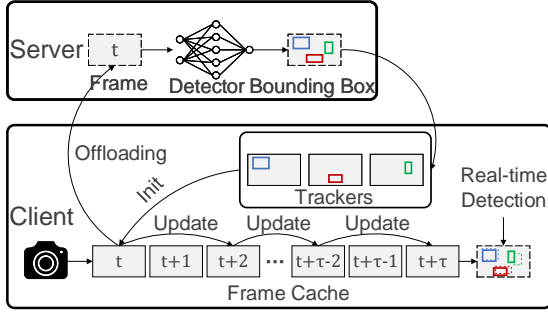 Server
t
Frame
Detector
Bounding Box
Offloading
Init
Trackers
Real-time
Detection
Client
Update
Update
Update
t
t+1
t+2
...
t+τ-2
t+τ-1
t+τ
Frame Cache